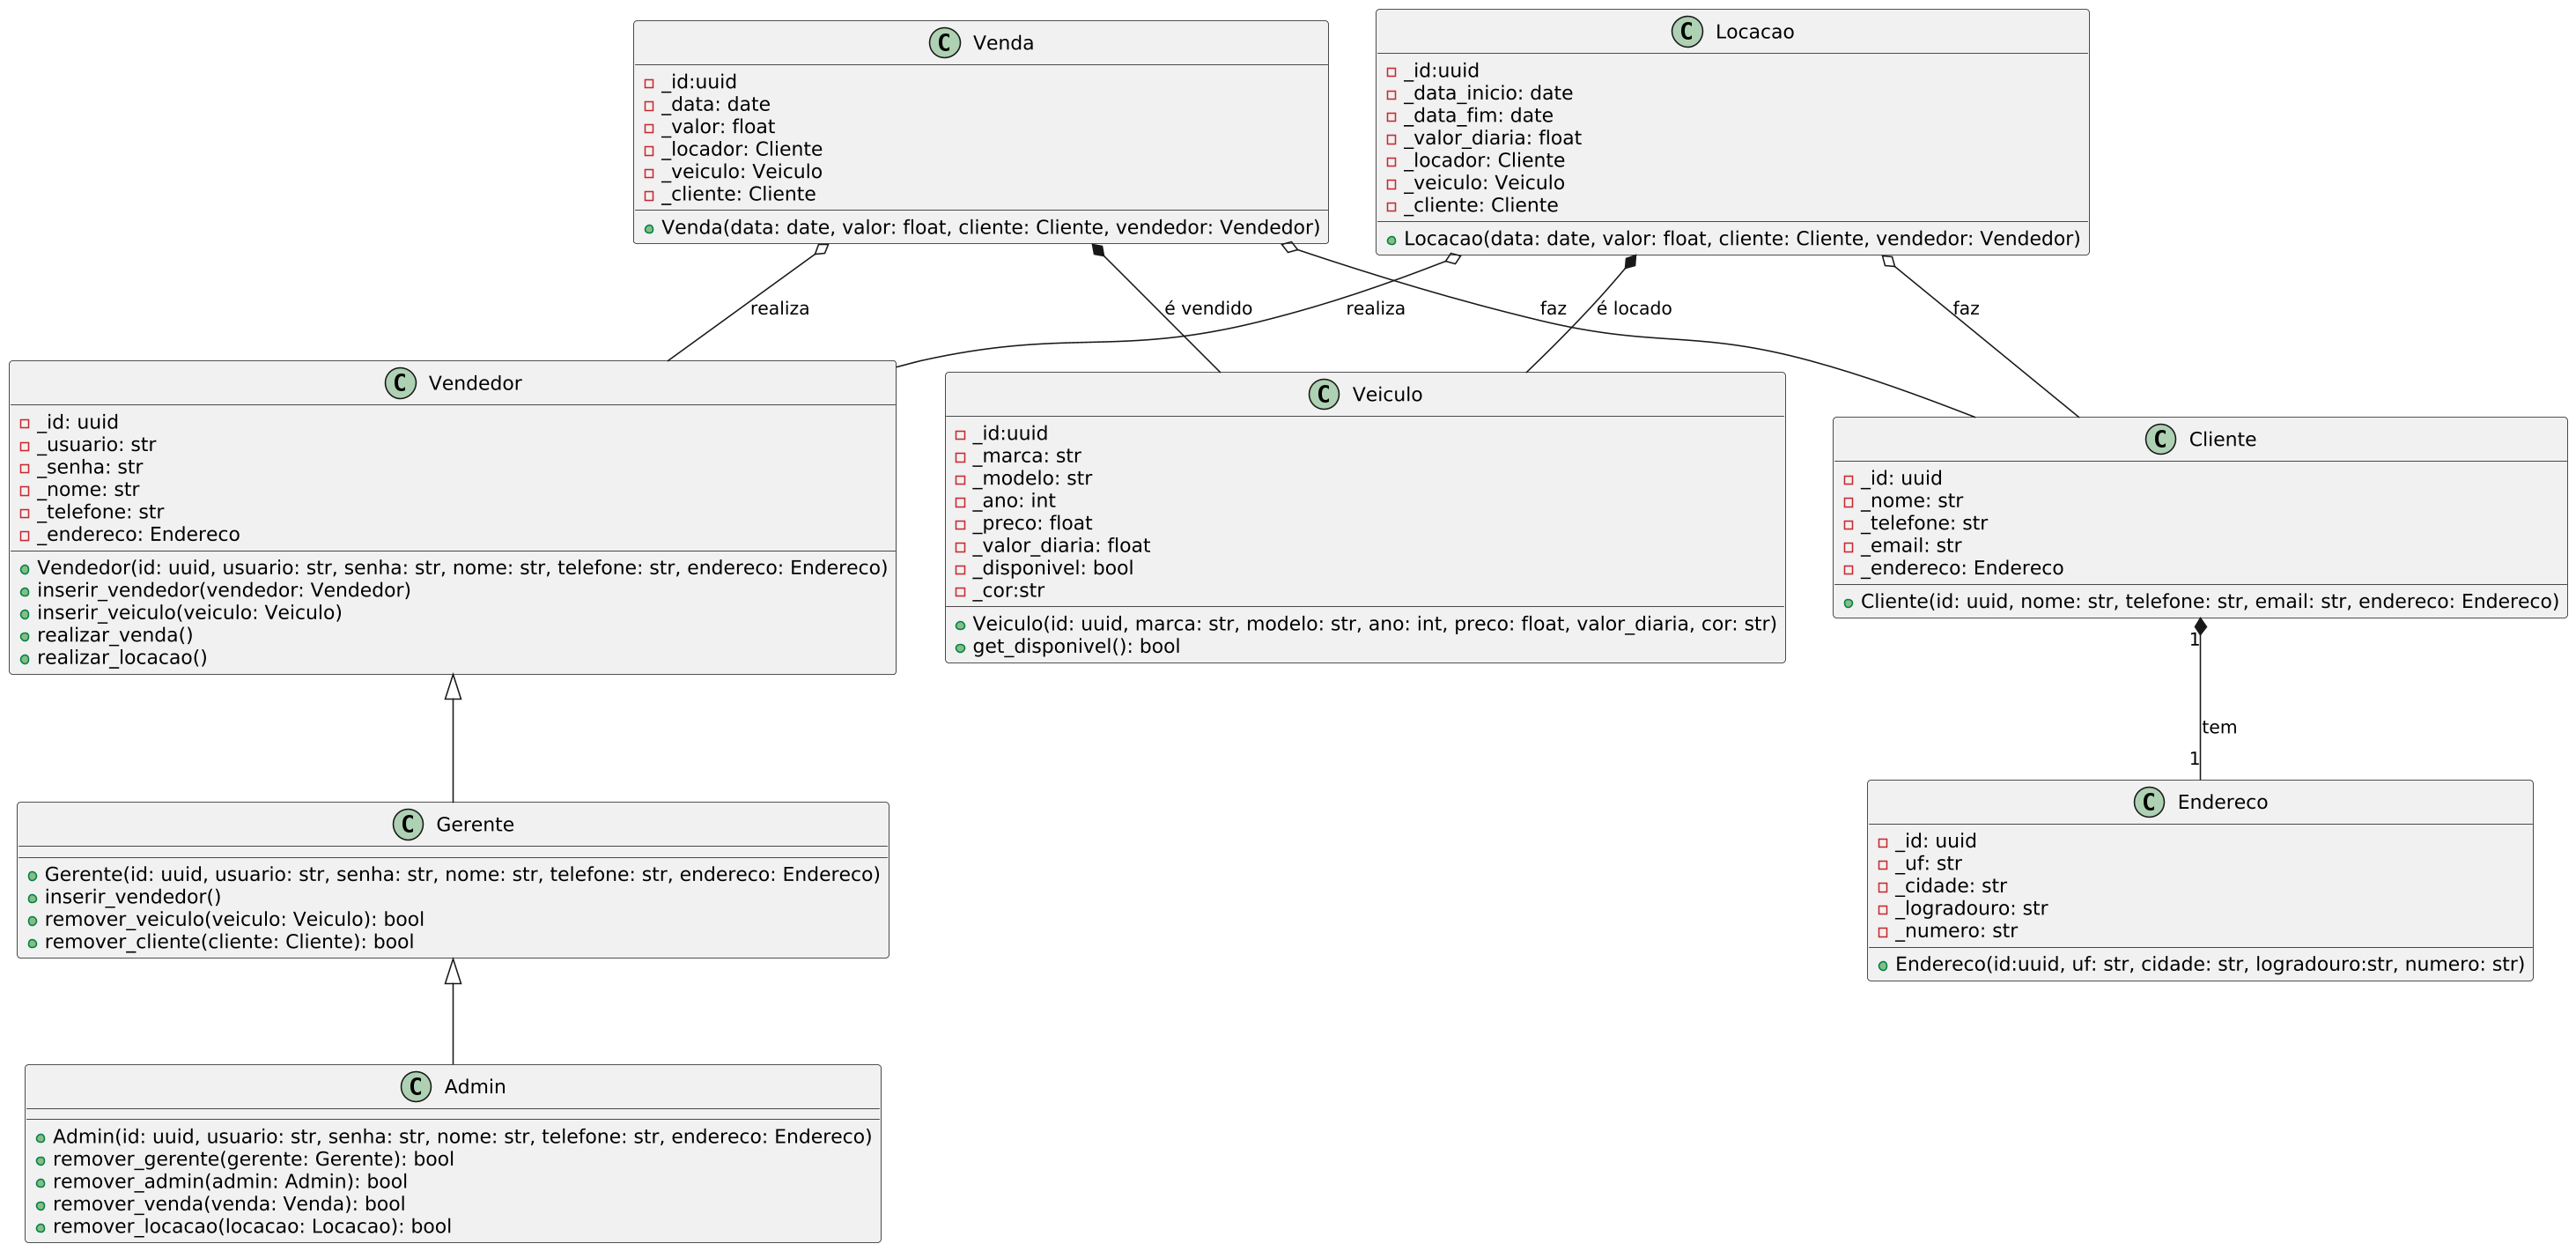 C Venda
_id:uuid
_data: date
_valor: float
_locador: Cliente
_veiculo: Veiculo
_cliente: Cliente
Venda(data: date, valor: float, cliente: Cliente, vendedor: Vendedor)
C Locacao
_id:uuid
_data_inicio: date
_data_fim: date
_valor_diaria: float
_locador: Cliente
_veiculo: Veiculo
_cliente: Cliente
Locacao(data: date, valor: float, cliente: Cliente, vendedor: Vendedor)
realiza
é vendido
realiza
faz
é locado
faz
C Vendedor
_id: uuid
_usuario: str
_senha: str
_nome: str
_telefone: str
_endereco: Endereco
Vendedor(id: uuid, usuario: str, senha: str, nome: str, telefone: str, endereco: Endereco)
inserir_vendedor(vendedor: Vendedor)
inserir_veiculo(veiculo: Veiculo)
realizar_venda()
realizar_locacao()
C Veiculo
_id:uuid
_marca: str
_modelo: str
_ano: int
_preco: float
_valor_diaria: float
_disponivel: bool
_cor:str
Veiculo(id: uuid, marca: str, modelo: str, ano: int, preco: float, valor_diaria, cor: str)
get_disponivel(): bool
C Cliente
_id: uuid
_nome: str
_telefone: str
_email: str
_endereco: Endereco
Cliente(id: uuid, nome: str, telefone: str, email: str, endereco: Endereco)
1
tem
1
C Gerente
Gerente(id: uuid, usuario: str, senha: str, nome: str, telefone: str, endereco: Endereco)
inserir_vendedor()
remover_veiculo(veiculo: Veiculo): bool
remover_cliente(cliente: Cliente): bool
C Endereco
_id: uuid
_uf: str
_cidade: str
_logradouro: str
_numero: str
Endereco(id:uuid, uf: str, cidade: str, logradouro:str, numero: str)
C Admin
Admin(id: uuid, usuario: str, senha: str, nome: str, telefone: str, endereco: Endereco)
remover_gerente(gerente: Gerente): bool
remover_admin(admin: Admin): bool
remover_venda(venda: Venda): bool
remover_locacao(locacao: Locacao): bool